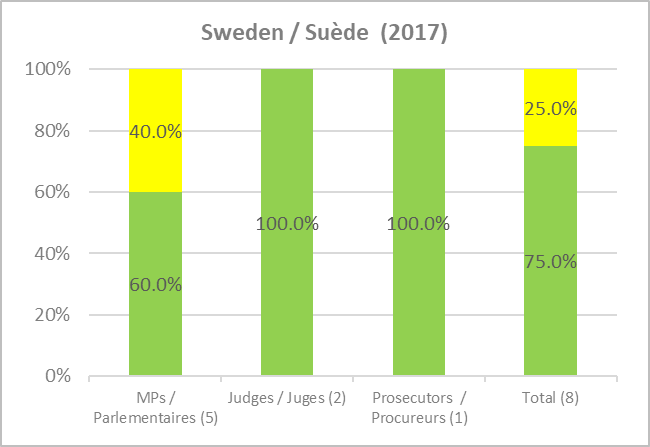 Sweden / Suède (2017)
100%
80%
60%
40%
20%
0%
40.0%
60.0%
100.0%
100.0%
25.0%
75.0%
MPs /
Parlementaires (5)
Judges / Juges (2)
Prosecutors /
Procureurs (1)
Total (8)